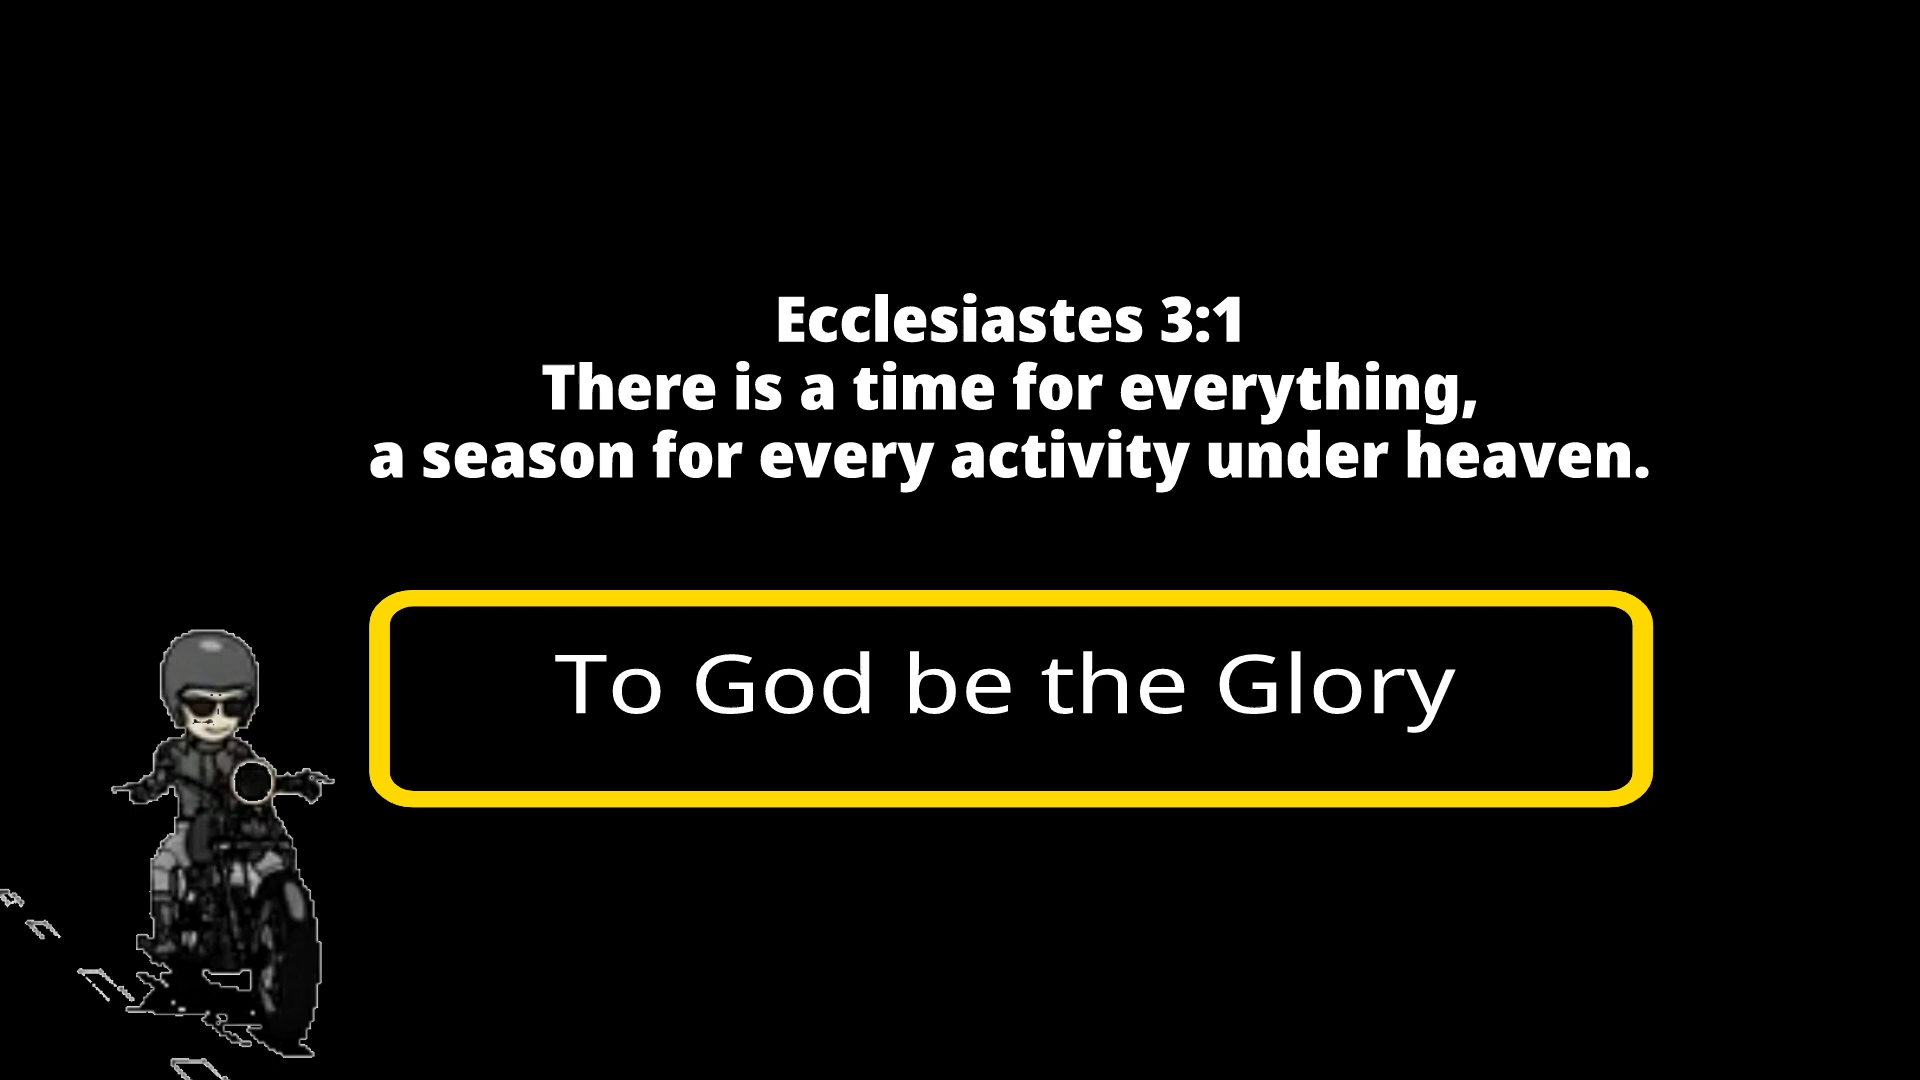 Ecclesiastes 3:1
There is a time for everything,
a season for every activity under heaven.
To God be the Glory